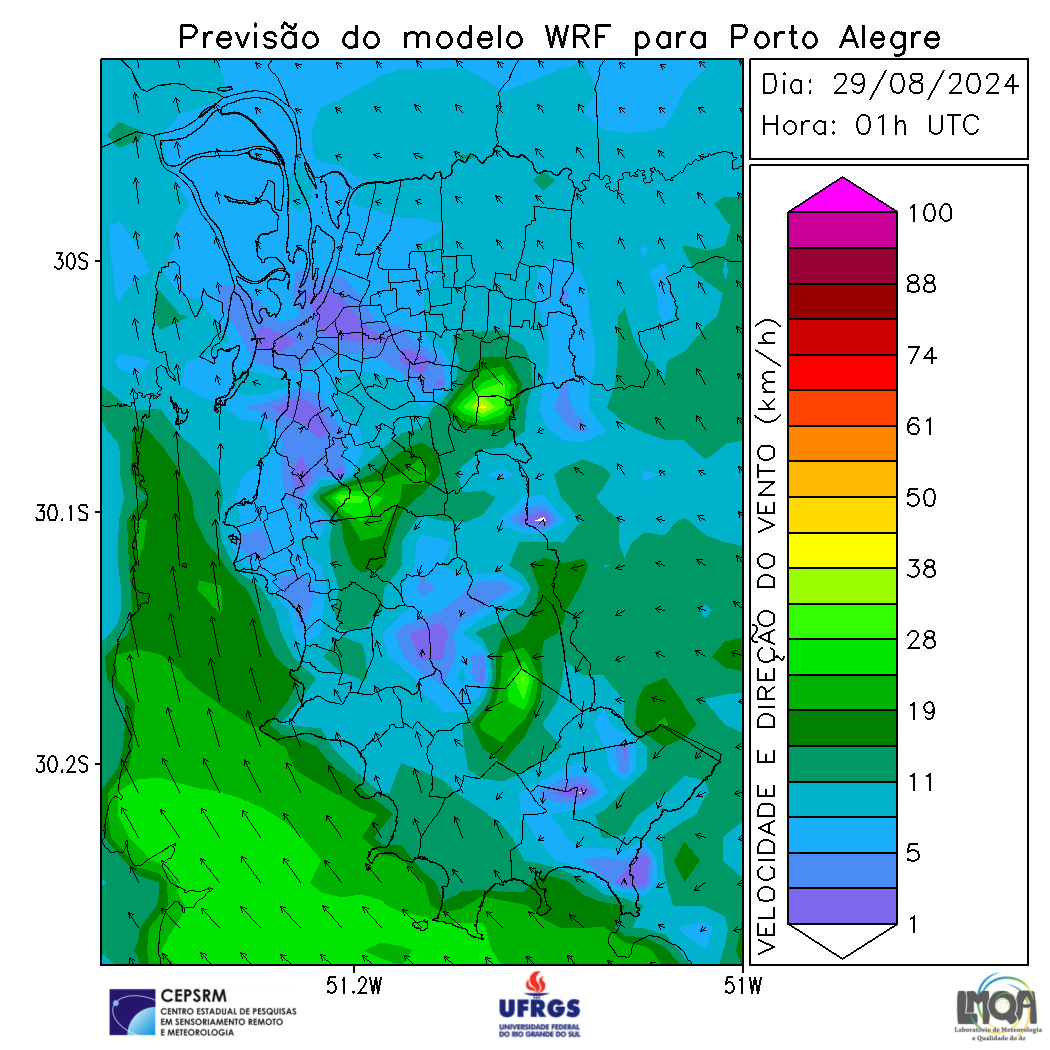 Previsão do modelo WRF para Porto Alegre
Dia: 29/08/2024
Hora: 01h UTC
30S
30.1S
30.2S
51.2W
51W
VELOCIDADE E DIREÇÃO DO VENTO (km/h)
100
88
74
61
50
38
28
19
11
5
1
CEPSRM
CENTRO ESTADUAL DE PESQUISAS
EM SENSORIAMENTO REMOTO
E METEOROLOGIA
UFRGS
UNIVERSIDADE FEDERAL
DO RIO GRANDE DO SUL
LMQA
Laboratório de Meteorologia
e Qualidade do Ar